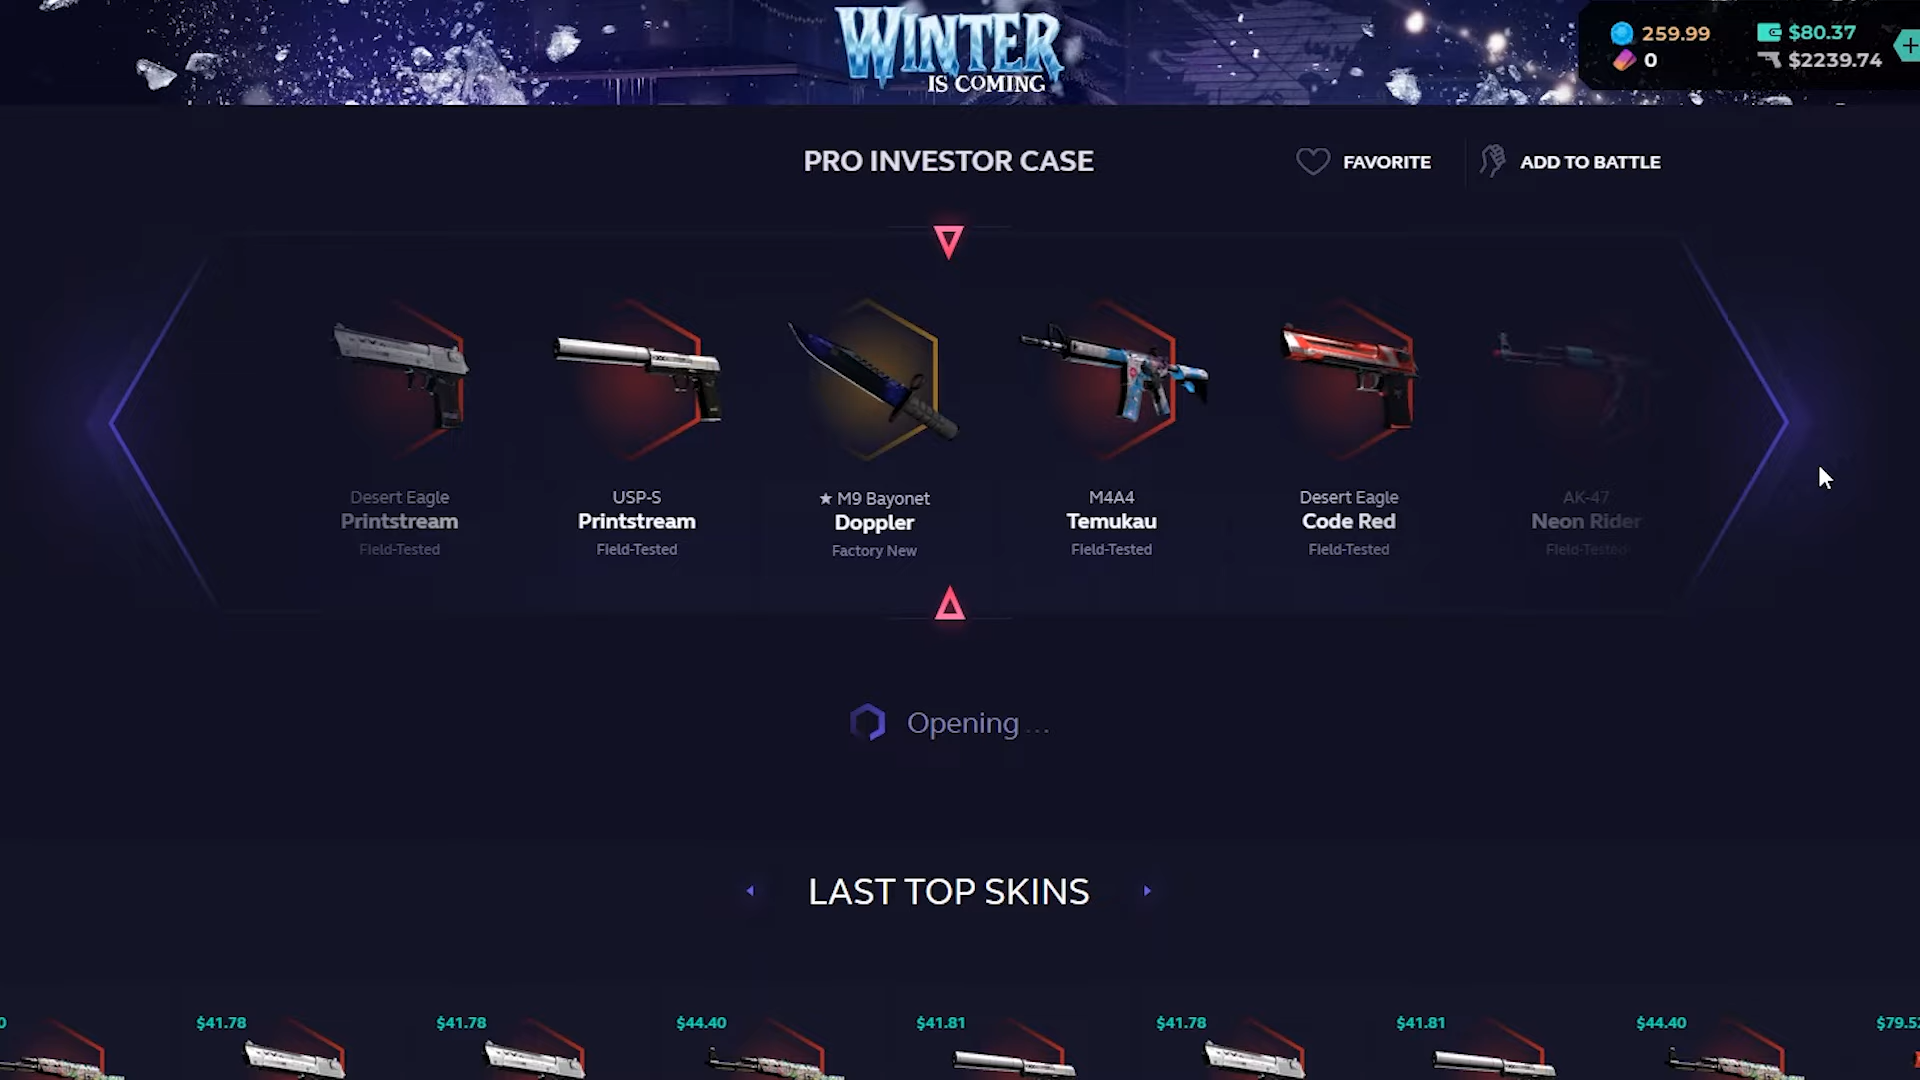 WINTER
IS COMING
259.99
$80.37
0
$2239.74
PRO INVESTOR CASE
FAVORITE
ADD TO BATTLE
Desert Eagle
Printstream
Field-Tested
USP-S
Printstream
Field-Tested
★ M9 Bayonet
Doppler
Factory New
M4A4
Temukau
Field-Tested
Desert Eagle
Code Red
Field-Tested
AK-47
Neon Rider
Field-Tested
Opening...
LAST TOP SKINS
$41.78
$41.78
$44.40
$41.81
$41.78
$41.81
$44.40